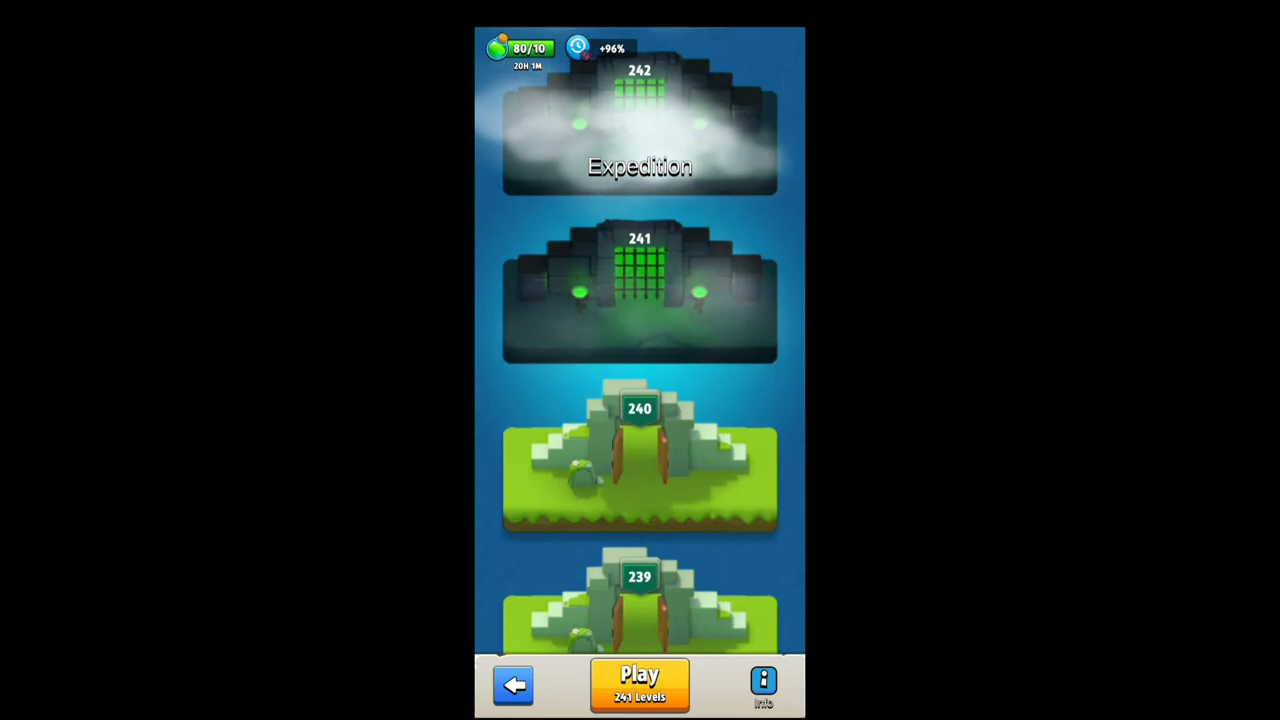 80/10
+96%
20H 1M
242
Expedition
241
240
239
Play
241 Levels
Info